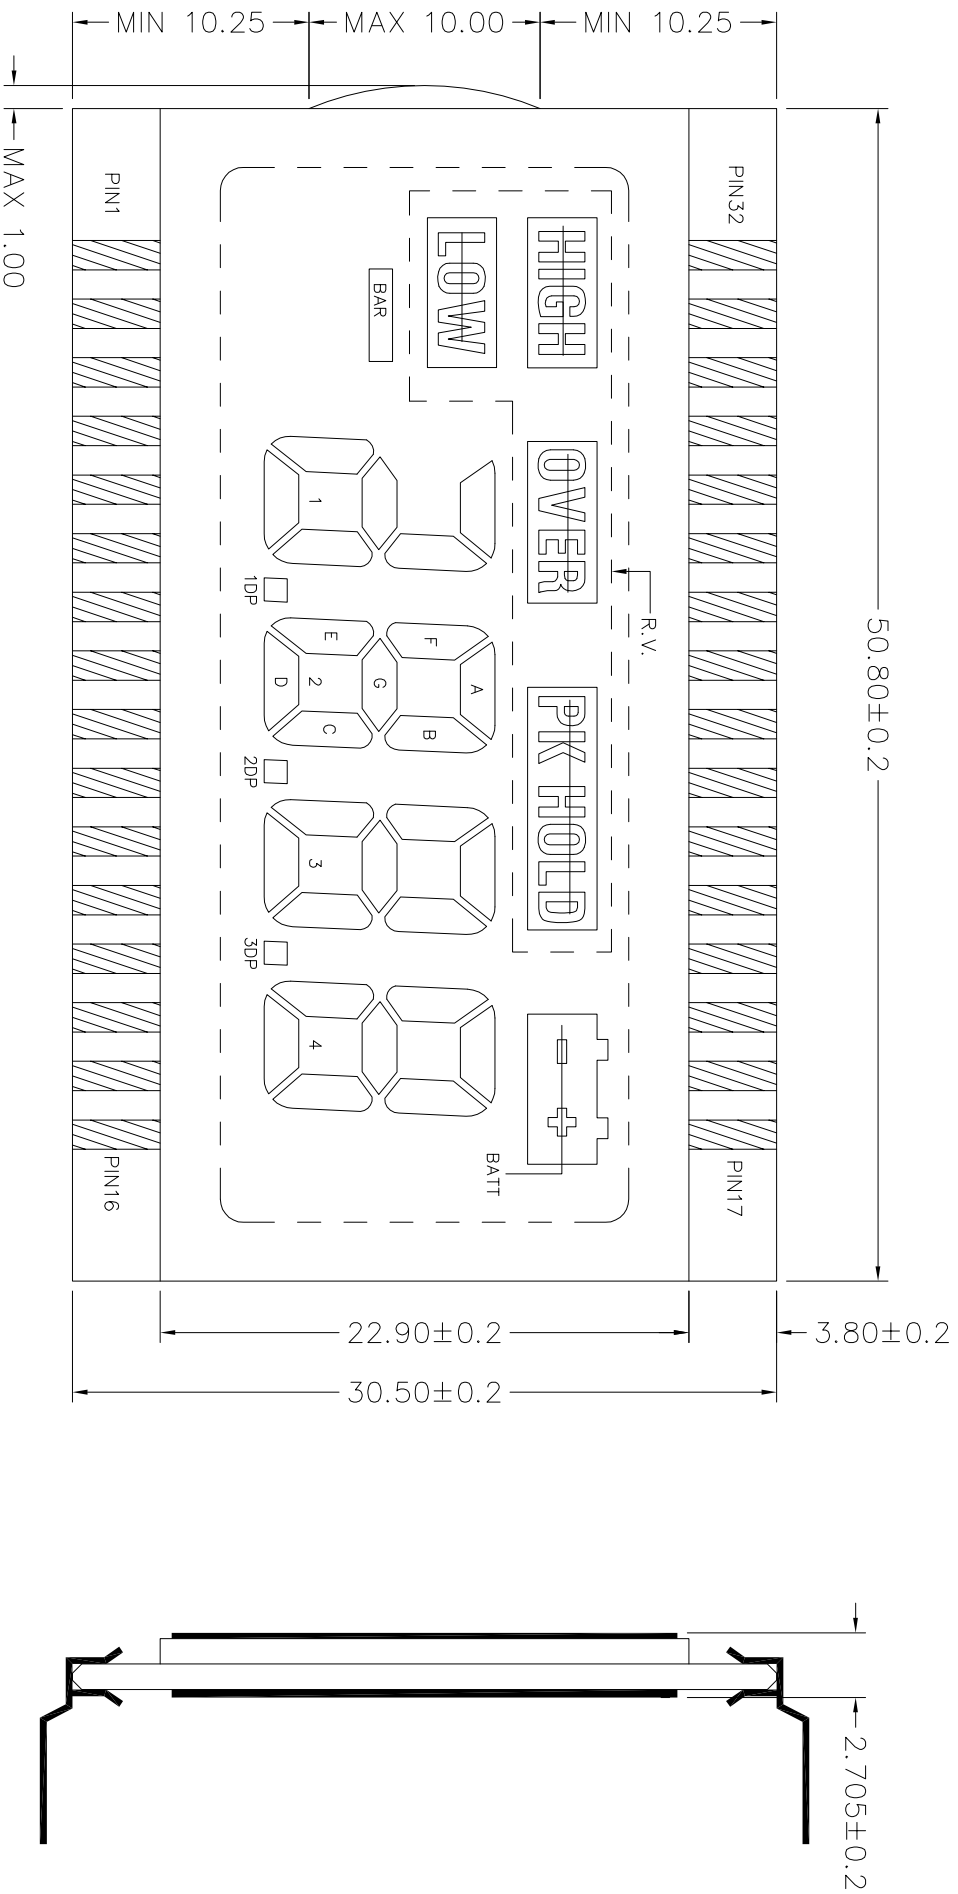 MIN 10.25
MAX 10.00
MIN 10.25
MAX 1.00
PIN1
PIN32
HIGH
LOW
BAR
OVER
R.V.
PK HOLD
50.80±0.2
1
1DP
A
F
B
G
E
2
C
D
2DP
3
3DP
4
BATT
PIN16
PIN17
22.90±0.2
3.80±0.2
30.50±0.2
2.705±0.2